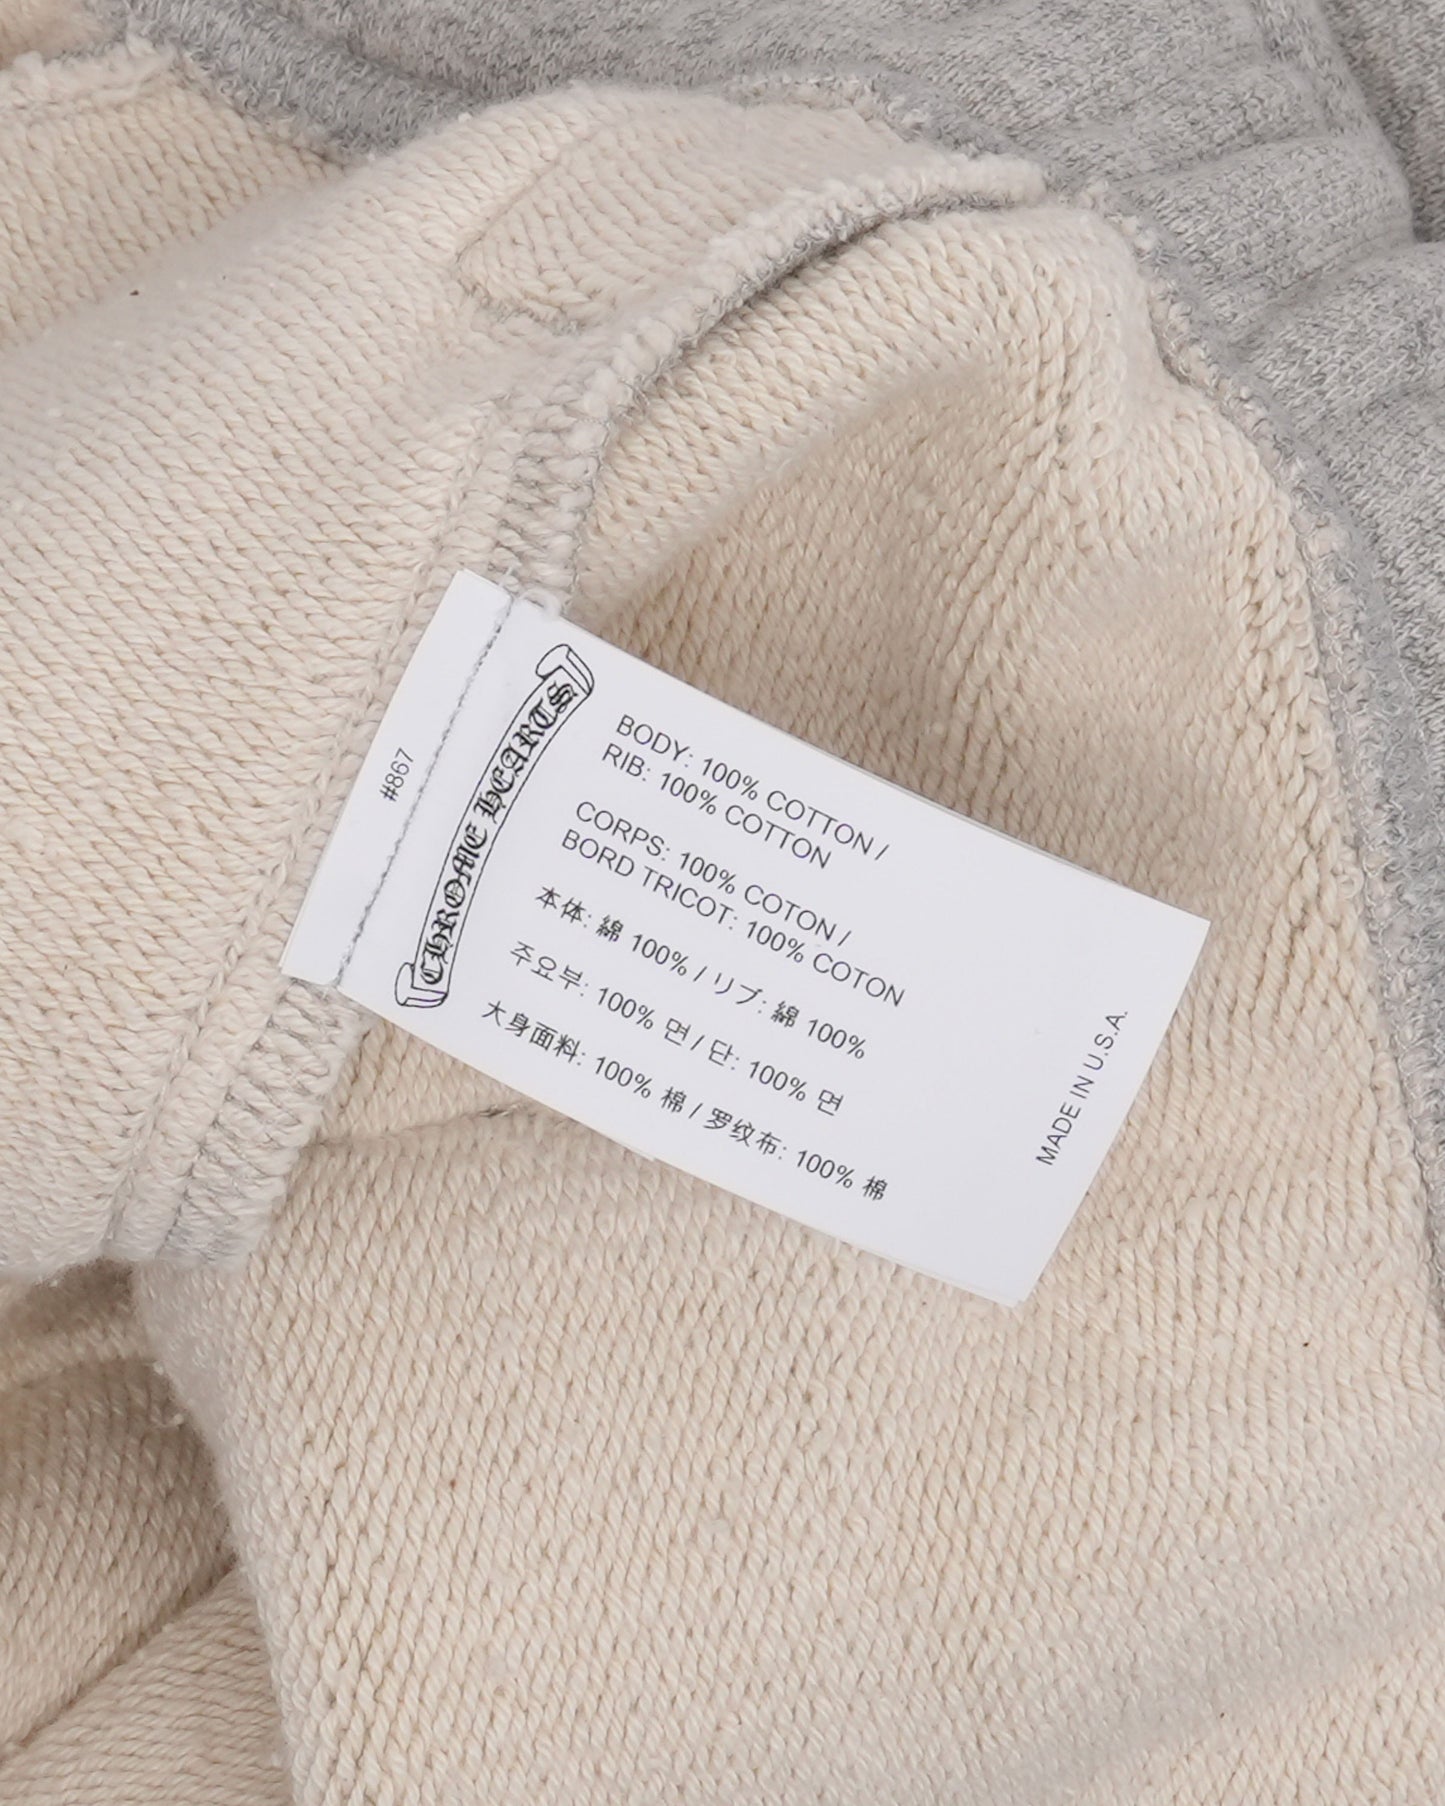 #867
CHROME HEARTS
BODY: 100% COTTON /
RIB: 100% COTTON
CORPS: 100% COTON /
BORD TRICOT: 100% COTON
本体: 綿 100% / リブ: 綿 100%
주요부: 100% 면 / 단: 100% 면
大身面料: 100% 棉 / 罗纹布: 100% 棉
MADE IN U.S.A.